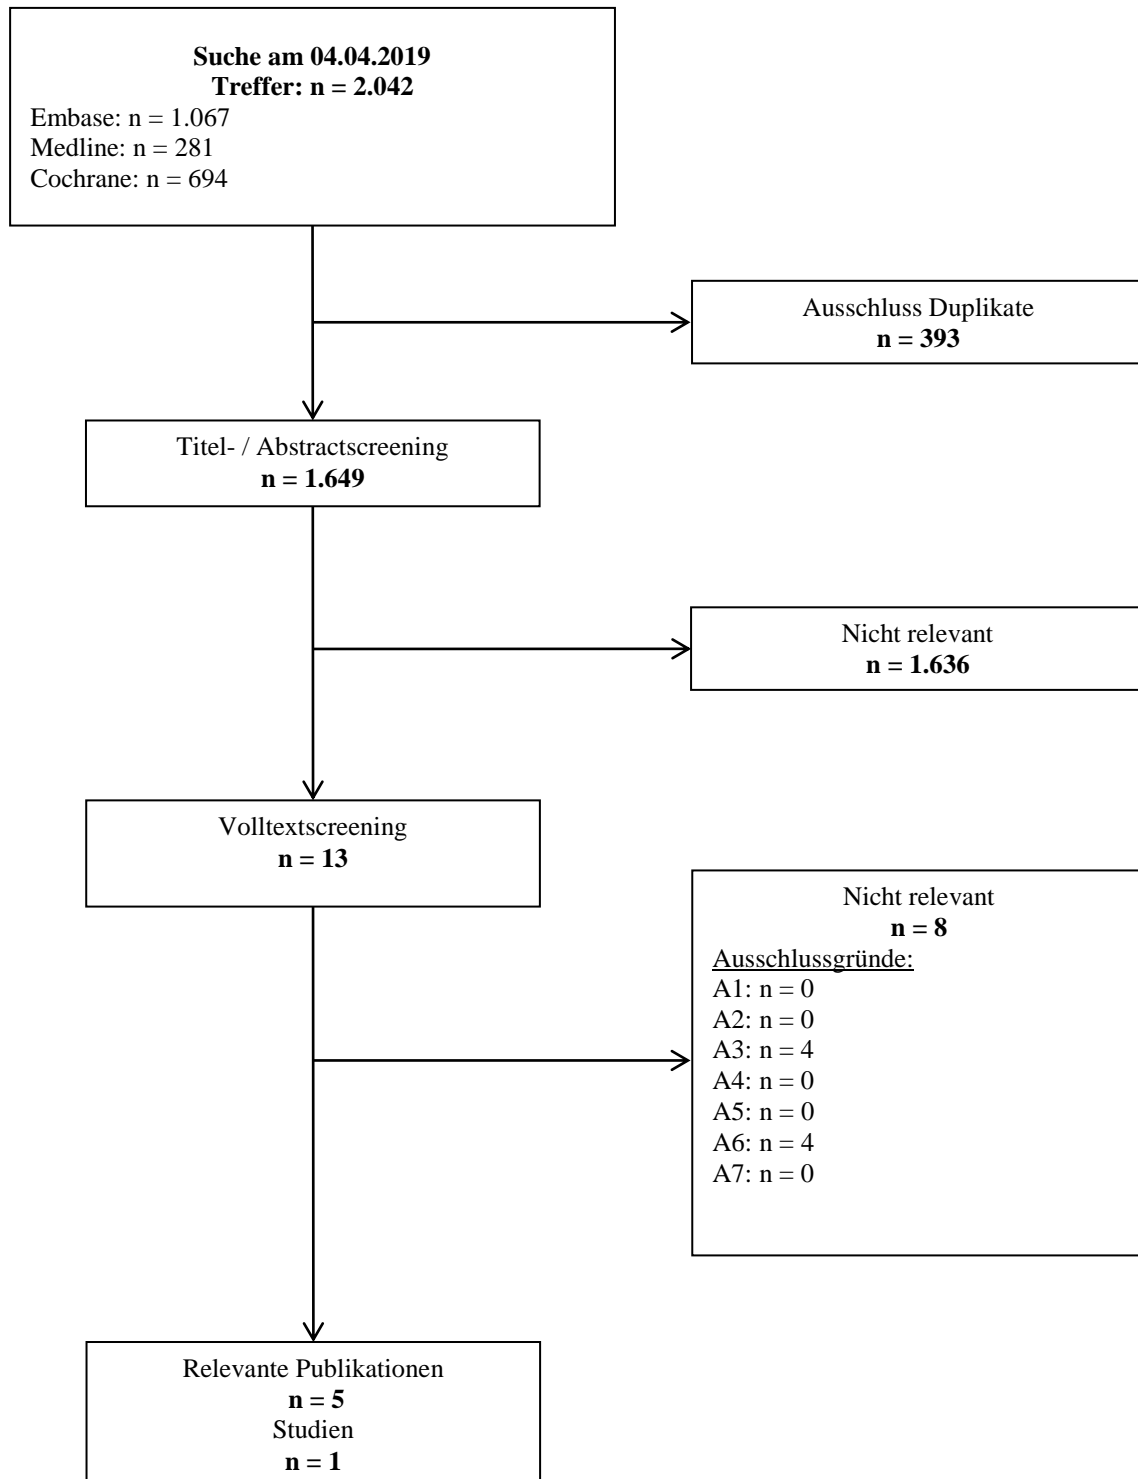 Suche am 04.04.2019
Treffer: n = 2.042
Embase: n = 1.067
Medline: n = 281
Cochrane: n = 694
Ausschluss Duplikate
n = 393
Titel- / Abstractscreening
n = 1.649
Nicht relevant
n = 1.636
Volltextscreening
n = 13
Nicht relevant
n = 8
Ausschlussgründe:
A1: n = 0
A2: n = 0
A3: n = 4
A4: n = 0
A5: n = 0
A6: n = 4
A7: n = 0
Relevante Publikationen
n = 5
Studien
n = 1